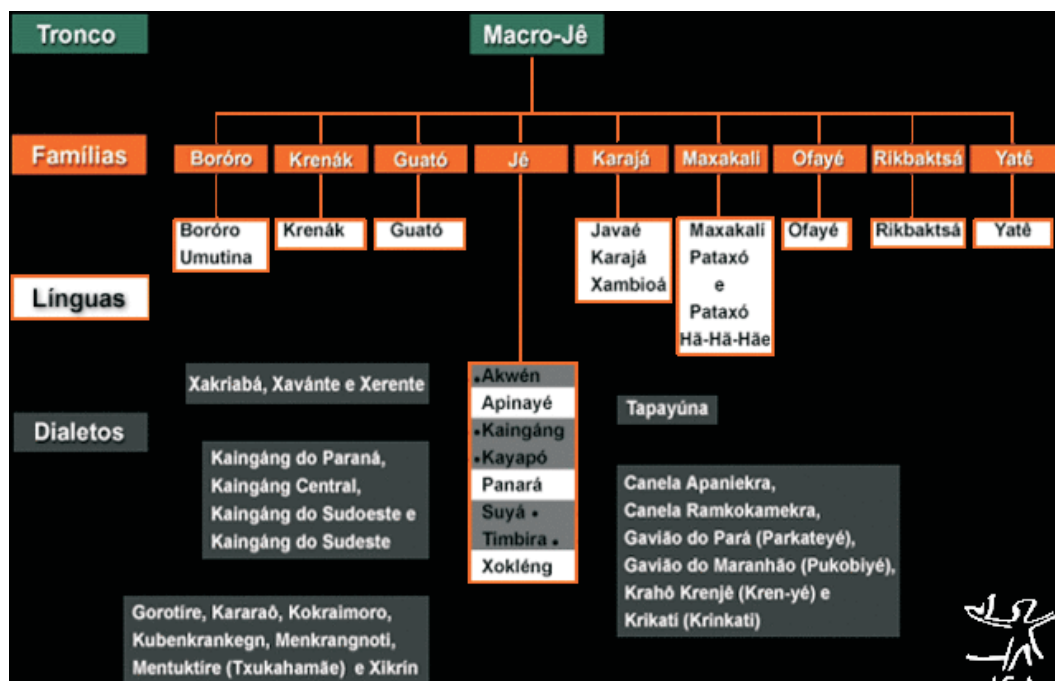 Tronco
Macro-Jê
Famílias
Boróro
Krenák
Guató
Jê
Karajá
Maxakali
Ofayé
Rikbaktsá
Yatê
Boróro
Umutina
Krenák
Guató
Javaé
Karajá
Xambioá
Maxakali
Pataxó
e
Pataxó
Hã-Hã-Hãe
Ofayé
Rikbaktsá
Yatê
Línguas
Xakriabá, Xavánte e Xerente
Akwén
Apinayé
Kaingáng
Kayapó
Panará
Suyá
Timbira
Xokléng
Tapayúna
Dialetos
Kaingáng do Paraná,
Kaingáng Central,
Kaingáng do Sudoeste e
Kaingáng do Sudeste
Canela Apaniekra,
Canela Ramkokamekra,
Gavião do Pará (Parkateyé),
Gavião do Maranhão (Pukobiyé),
Krahô Krenjê (Kren-yé) e
Krikati (Krinkati)
Gorotire, Kararaô, Kokraimoro,
Kubenkrankegn, Menkrangnoti,
Mentuktire (Txukahamãe) e Xikrin